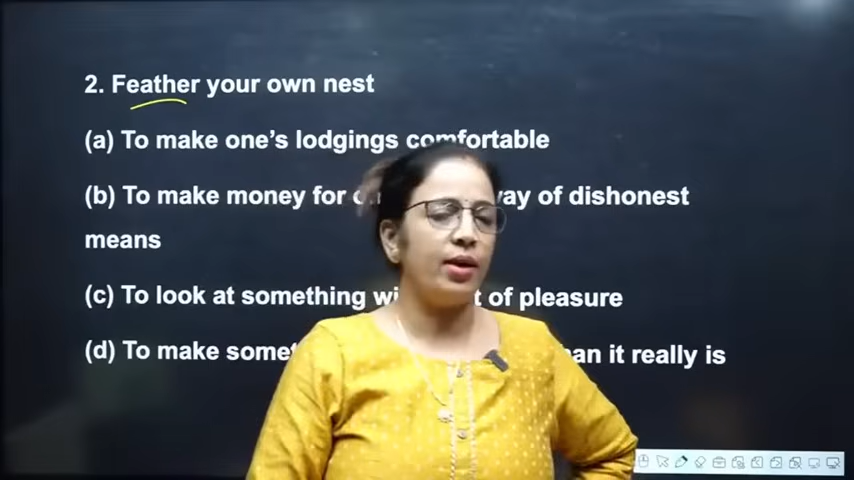 2. Feather your own nest
(a) To make one's lodgings comfortable
(b) To make money for way of dishonest
means
(c) To look at something of pleasure
(d) To make it really is